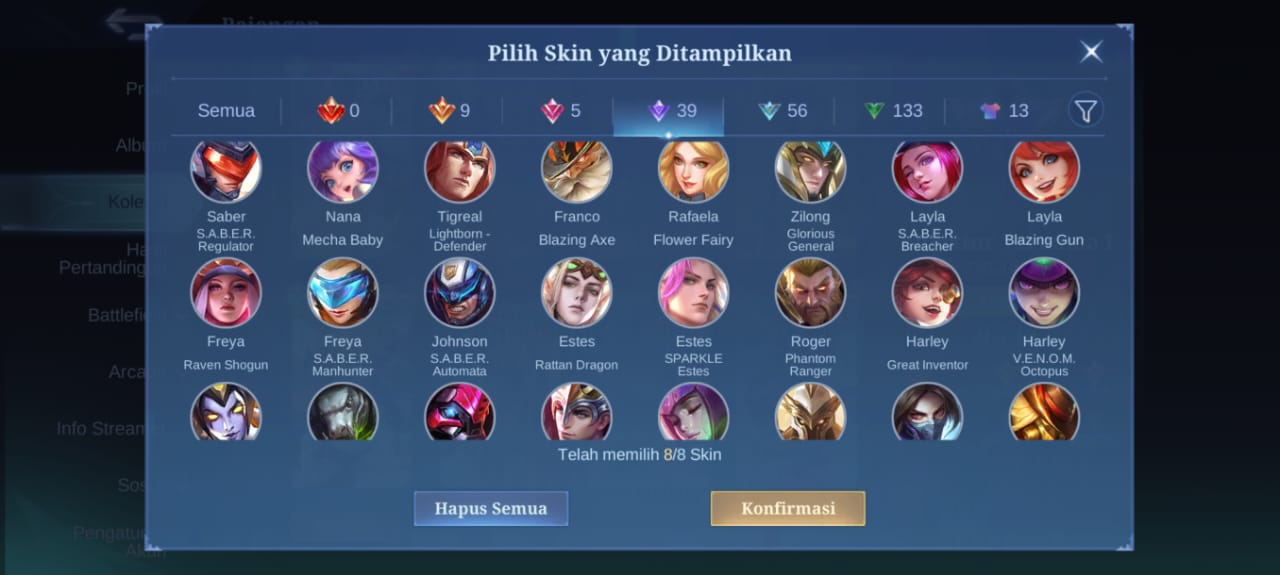 Pajangan
Pilih Skin yang Ditampilkan
Semua 0 9 5 39 56 133 13
Saber Nana Tigreal Franco Rafaela Zilong Layla Layla
S.A.B.E.R. Regulator
Mecha Baby
Lightborn - Defender
Blazing Axe
Flower Fairy
Glorious General
S.A.B.E.R. Breacher
Blazing Gun
Freya Freya Johnson Estes Estes Roger Harley Harley
Raven Shogun
S.A.B.E.R. Manhunter
S.A.B.E.R. Automata
Rattan Dragon
SPARKLE Estes
Phantom Ranger
Great Inventor
V.E.N.O.M. Octopus
Telah memilih 8/8 Skin
Hapus Semua
Konfirmasi
Pr
Albu
Kole
Ha
Pertandinga
Battlefie
Arca
Info Streame
Sos
Pengatu
Ak